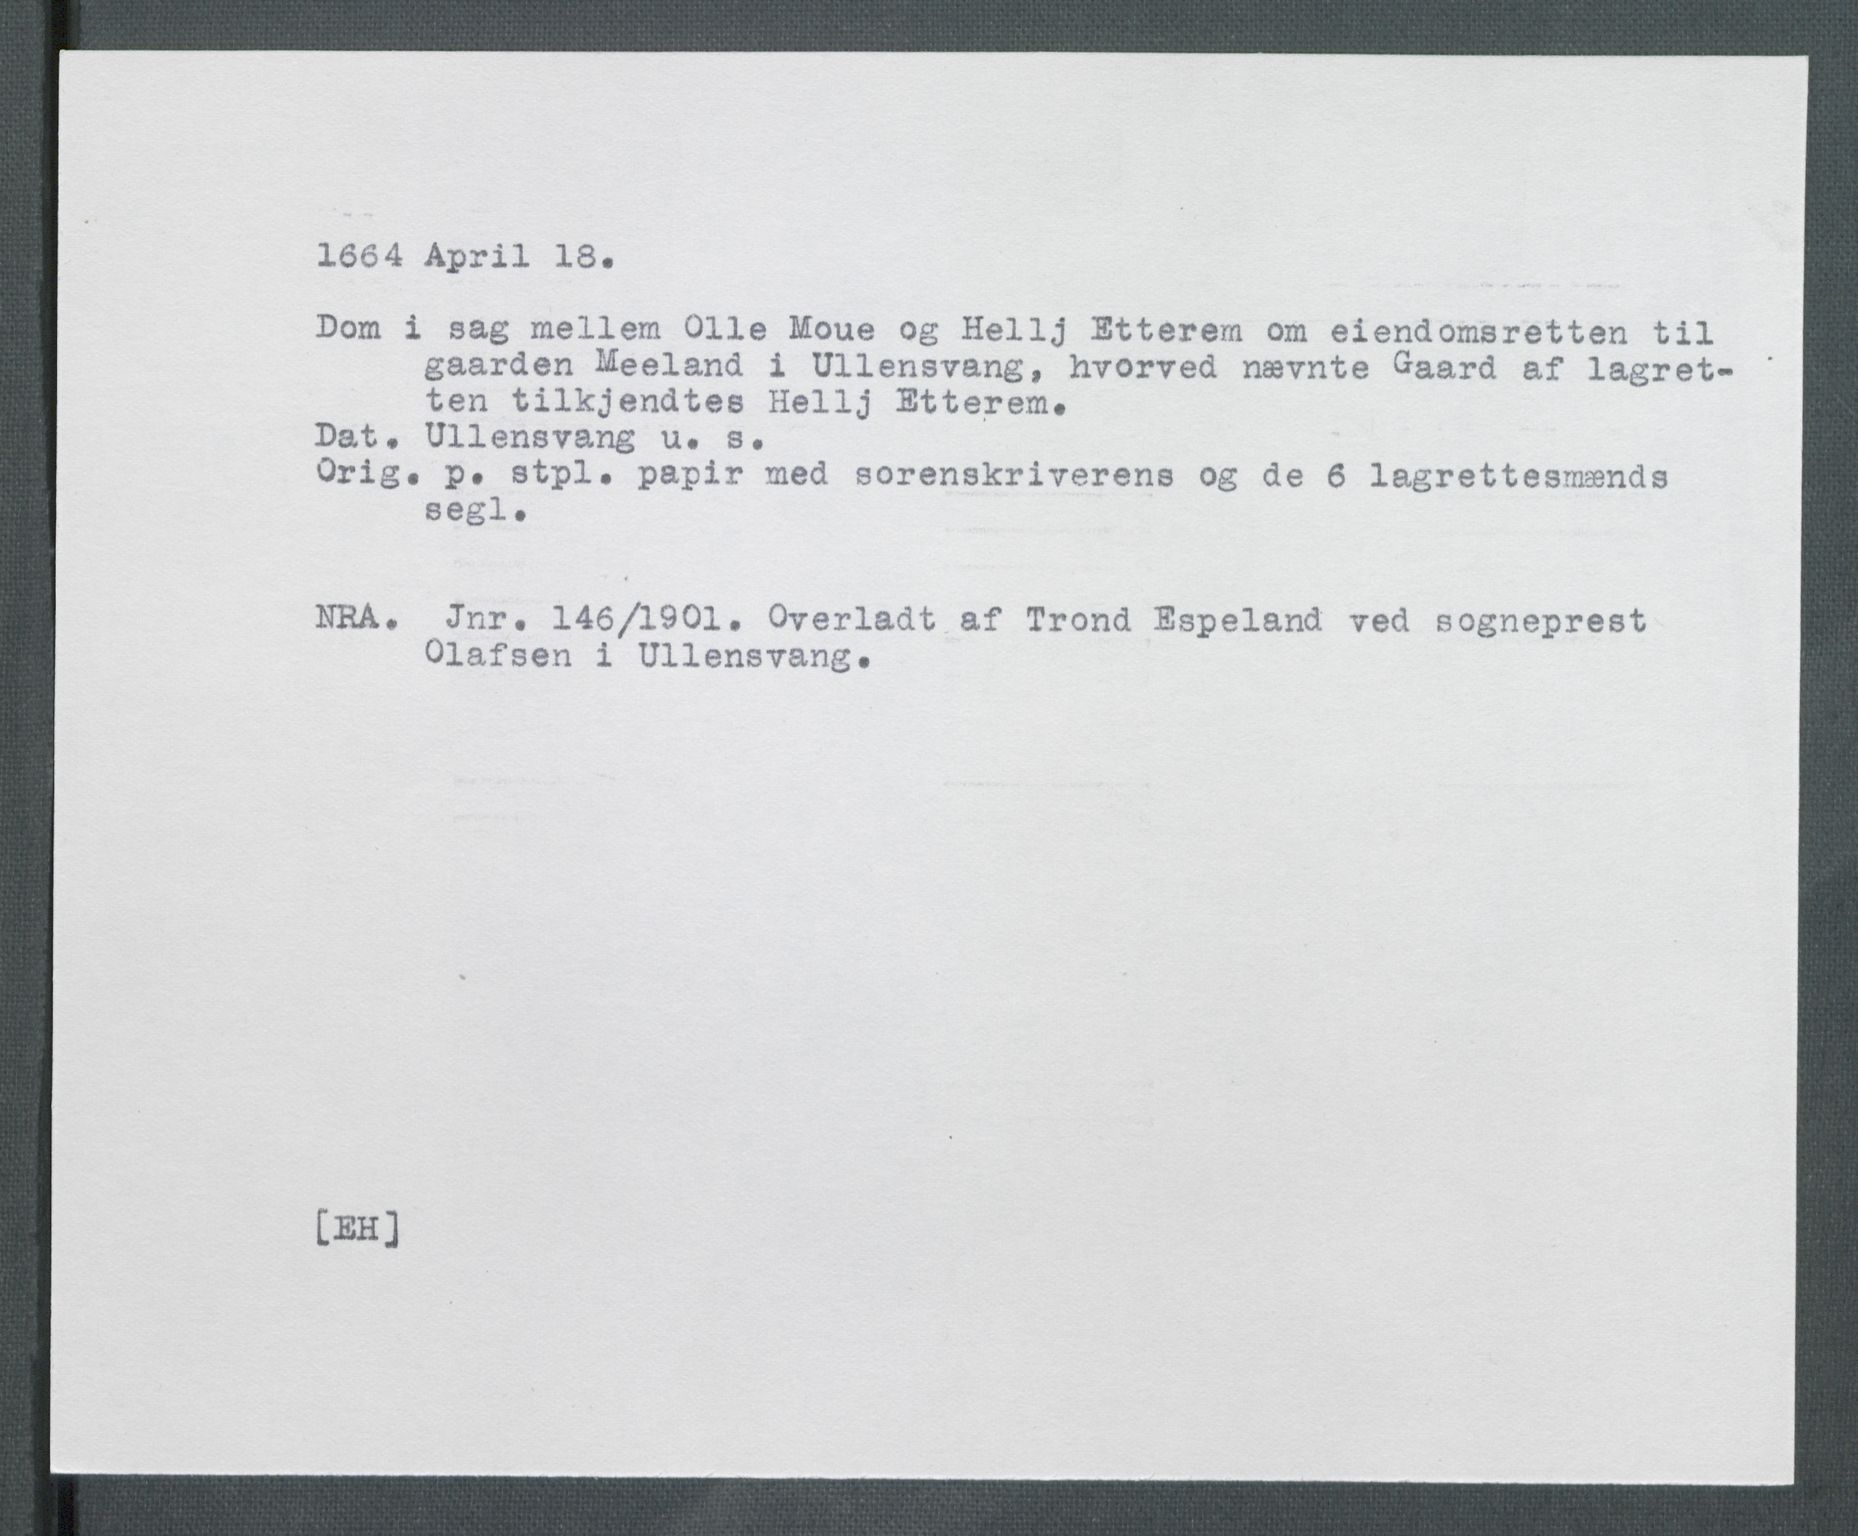 1664 April 18.
Dom i sag mellem Olle Moue og Hellj Etterem om eiendomsretten til
gaarden Meeland i Ullensvang, hvorved nævnte Gaard af lagret-
ten tilkjendtes Hellj Etterem.
Dat. Ullensvang u. s.
Orig. p. stpl. papir med sorenskriverens og de 6 lagrettesmænds
segl.
NRA. Jnr. 146/1901. Overladt af Trond Espeland ved sogneprest
Olafsen i Ullensvang.
[EH]